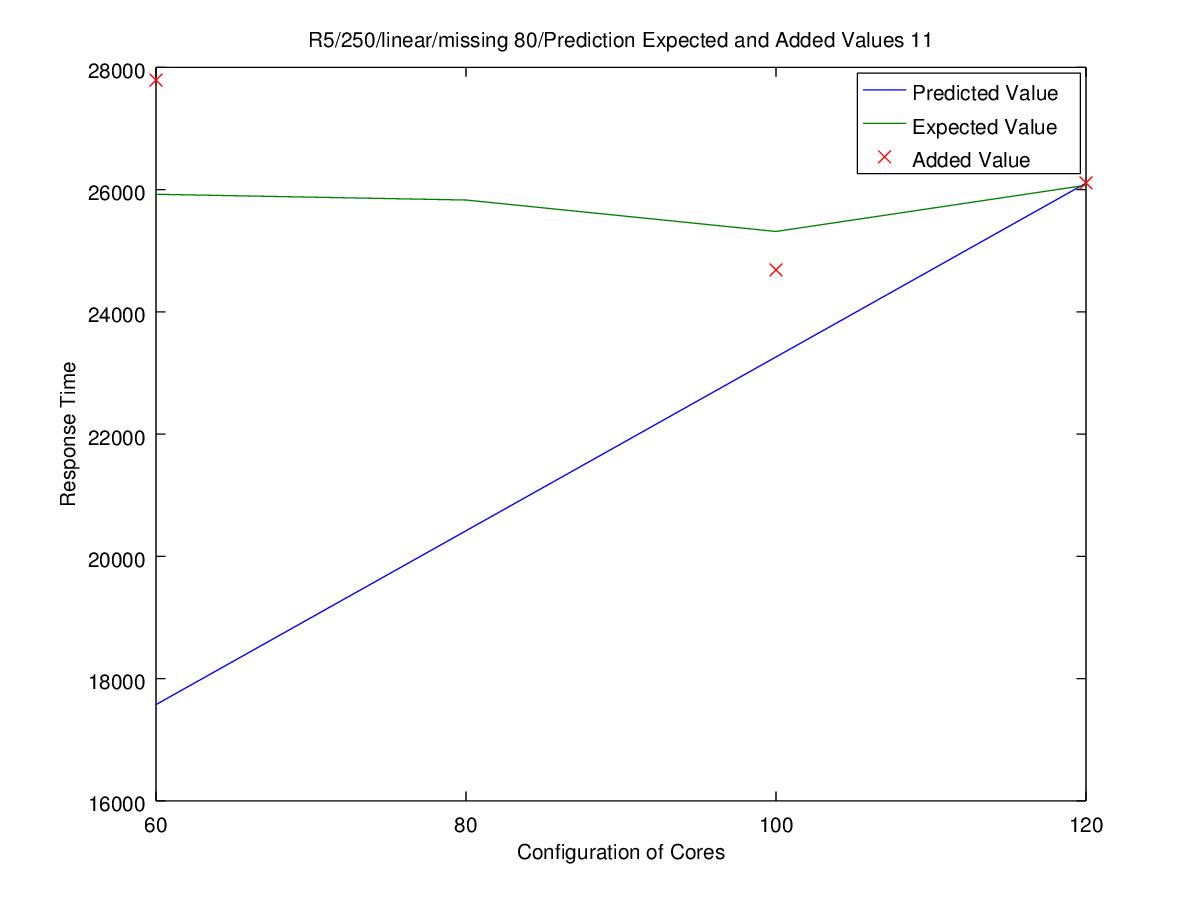 R5/250/linear/missing 80/Prediction Expected and Added Values 11
28000
26000
24000
22000
20000
18000
16000
Response Time
Predicted Value
Expected Value
Added Value
60 80 100 120
Configuration of Cores